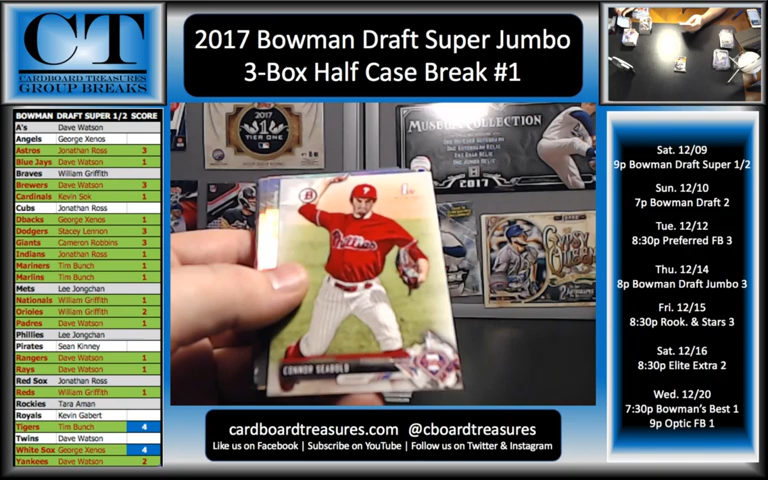 CT
CARDBOARD TREASURES
GROUP BREAKS
2017 Bowman Draft Super Jumbo
3-Box Half Case Break #1
BOWMAN DRAFT SUPER 1/2 SCORE
A's Dave Watson
Angels George Xenos
Astros Jonathan Ross 3
Blue Jays Dave Watson 1
Braves William Griffith
Brewers Dave Watson 3
Cardinals Kevin Sok 1
Cubs Jonathan Ross
Dbacks George Xenos 1
Dodgers Stacey Lennon 3
Giants Cameron Robbins 3
Indians Jonathan Ross 1
Mariners Tim Bunch 1
Marlins Tim Bunch 1
Mets Lee Jongchan
Nationals William Griffith 1
Orioles William Griffith 2
Padres Dave Watson 1
Phillies Lee Jongchan
Pirates Sean Kinney
Rangers Dave Watson 1
Rays Dave Watson 1
Red Sox Jonathan Ross
Reds William Griffith 1
Rockies Tara Aman
Royals Kevin Gabert
Tigers Tim Bunch 4
Twins Dave Watson
White Sox George Xenos 4
Yankees Dave Watson 2
2017
1
TIER ONE
MUSEUM COLLECTION
2017
GYPSY
QUEEN
2 AUTOGRAPHS
B
1st
Phillies
CONNOR SEABOLD
Sat. 12/09
9p Bowman Draft Super 1/2
Sun. 12/10
7p Bowman Draft 2
Tue. 12/12
8:30p Preferred FB 3
Thu. 12/14
8p Bowman Draft Jumbo 3
Fri. 12/15
8:30p Rook. & Stars 3
Sat. 12/16
8:30p Elite Extra 2
Wed. 12/20
7:30p Bowman's Best 1
9p Optic FB 1
cardboardtreasures.com @cboardtreasures
Like us on Facebook | Subscribe on YouTube | Follow us on Twitter & Instagram